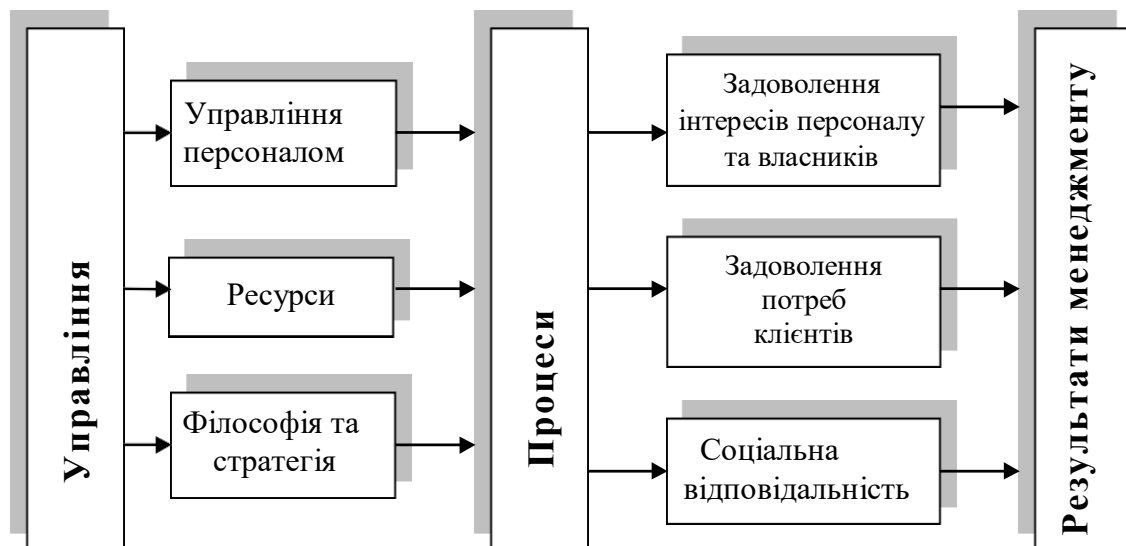 Управління
Управління
персоналом
Ресурси
Філософія та
стратегія
Процеси
Задоволення
інтересів персоналу
та власників
Задоволення
потреб
клієнтів
Соціальна
відповідальність
Результати менеджменту